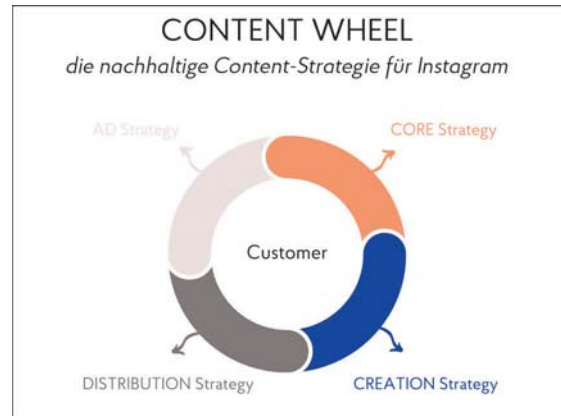 CONTENT WHEEL
die nachhaltige Content-Strategie für Instagram
AD Strategy
CORE Strategy
Customer
DISTRIBUTION Strategy
CREATION Strategy